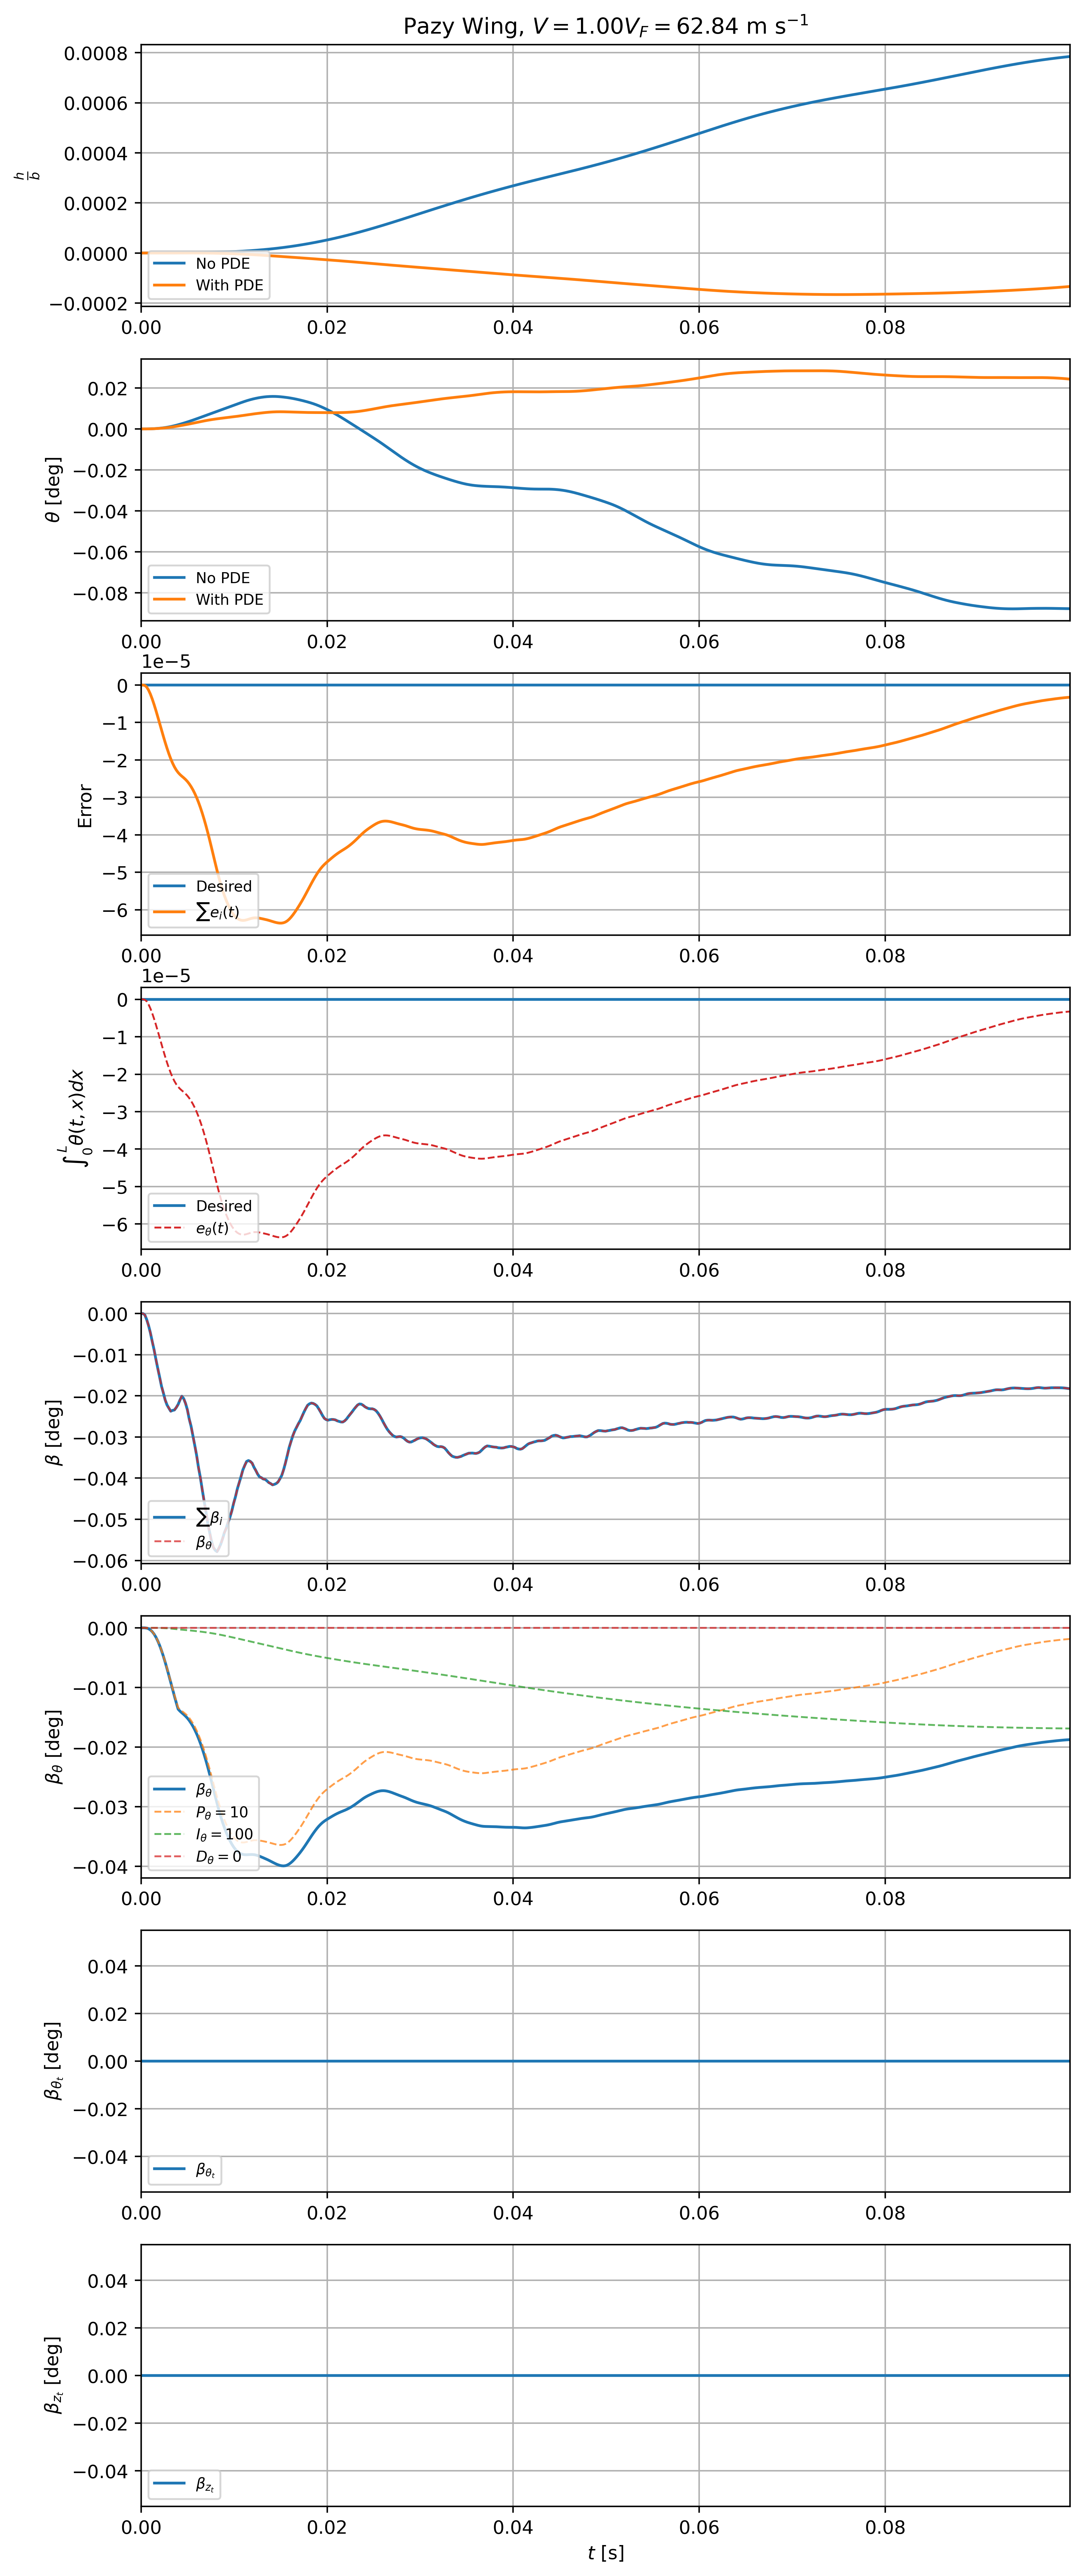 Pazy Wing, V = 1.00V_F = 62.84 m s⁻¹
0.0008
0.0006
0.0004
0.0002
0.0000
−0.0002
h/b
No PDE
With PDE
0.00 0.02 0.04 0.06 0.08
0.02
0.00
−0.02
−0.04
−0.06
−0.08
θ [deg]
No PDE
With PDE
0.00 0.02 0.04 0.06 0.08
1e−5
0
−1
−2
−3
−4
−5
−6
Error
Desired
∑e_i(t)
0.00 0.02 0.04 0.06 0.08
1e−5
0
−1
−2
−3
−4
−5
−6
∫₀ᴸ θ(t, x)dx
Desired
e_θ(t)
0.00 0.02 0.04 0.06 0.08
0.00
−0.01
−0.02
−0.03
−0.04
−0.05
−0.06
β [deg]
∑β_i
β_θ
0.00 0.02 0.04 0.06 0.08
0.00
−0.01
−0.02
−0.03
−0.04
β_θ [deg]
β_θ
P_θ = 10
I_θ = 100
D_θ = 0
0.00 0.02 0.04 0.06 0.08
0.04
0.02
0.00
−0.02
−0.04
β_θ_t [deg]
β_θ_t
0.00 0.02 0.04 0.06 0.08
0.04
0.02
0.00
−0.02
−0.04
β_z_t [deg]
β_z_t
0.00 0.02 0.04 0.06 0.08
t [s]